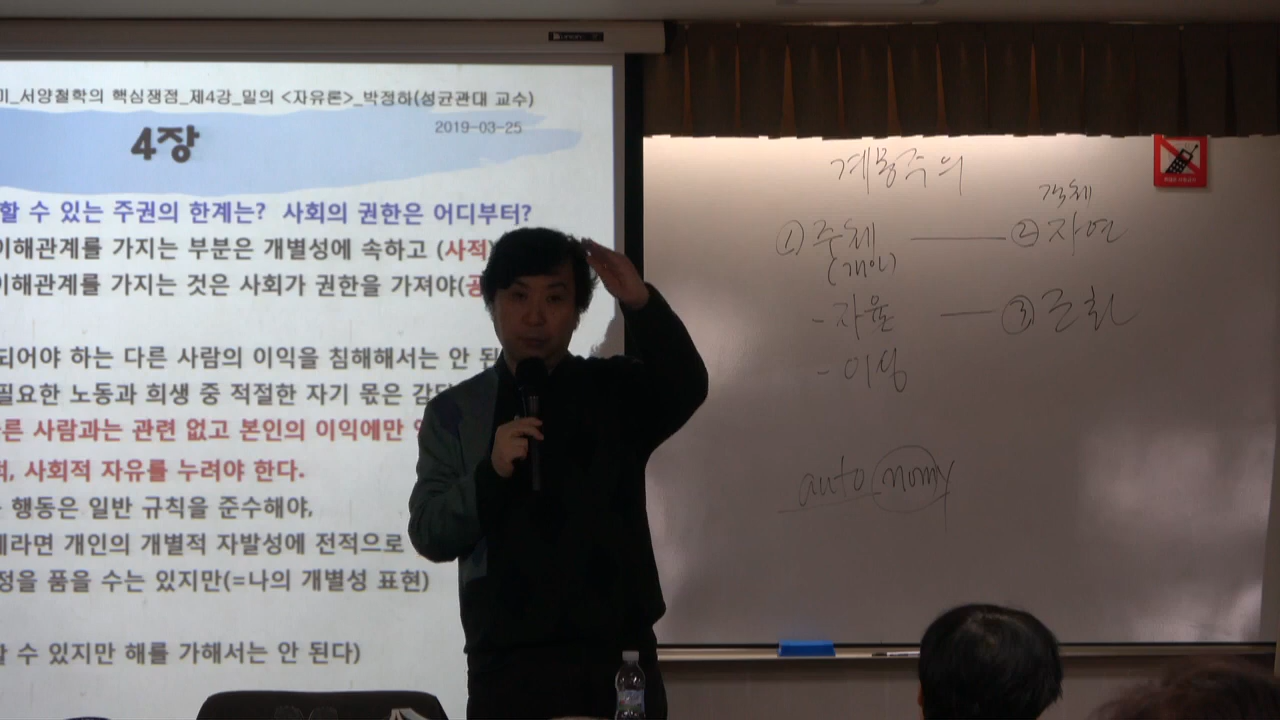 미_서양철학의 핵심쟁점_제4강_밀의 <자유론>_박정하(성균관대 교수)
2019-03-25
4장
할 수 있는 주권의 한계는? 사회의 권한은 어디부터?
이해관계를 가지는 부분은 개별성에 속하고 (사적)
이해관계를 가지는 것은 사회가 권한을 가져야(공
되어야 하는 다른 사람의 이익을 침해해서는 안 된
필요한 노동과 희생 중 적절한 자기 몫은 감당
른 사람과는 관련 없고 본인의 이익에만
적, 사회적 자유를 누려야 한다.
행동은 일반 규칙을 준수해야,
제라면 개인의 개별적 자발성에 전적으로
정을 품을 수는 있지만(=나의 개별성 표현)
할 수 있지만 해를 가해서는 안 된다)
계몽주의
객체
①주체 ②자연
(개인)
-자율 ③진화
-이성
autonomy